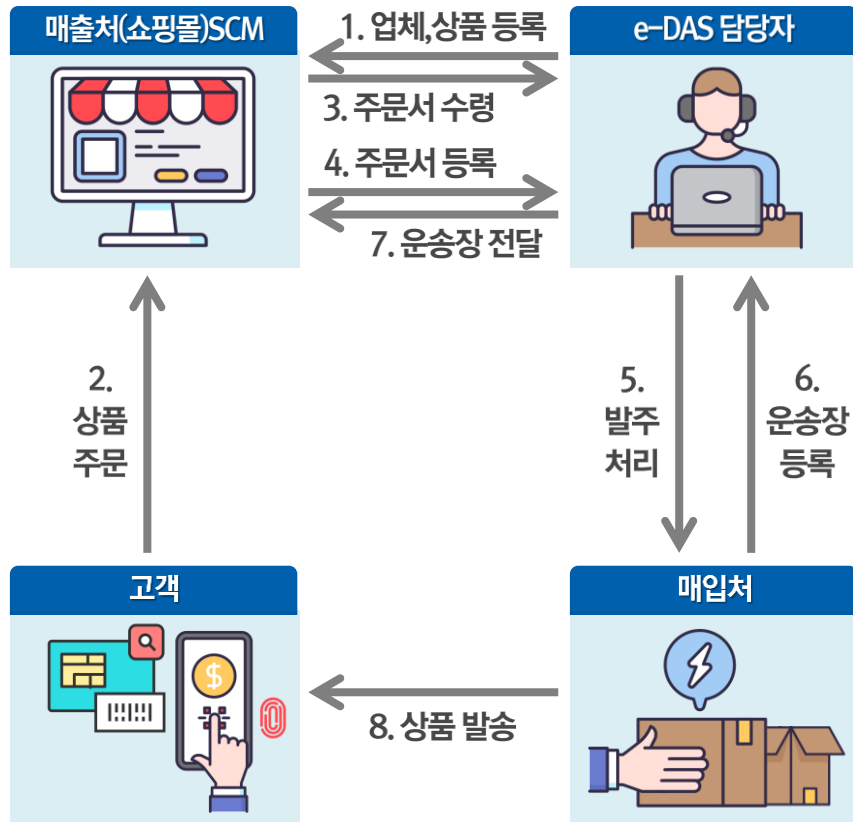 매출처(쇼핑몰)SCM
1. 업체,상품 등록
e-DAS 담당자
3. 주문서 수령
4. 주문서 등록
7. 운송장 전달
2.
상품
주문
5.
발주
처리
6.
운송장
등록
고객
매입처
8. 상품 발송